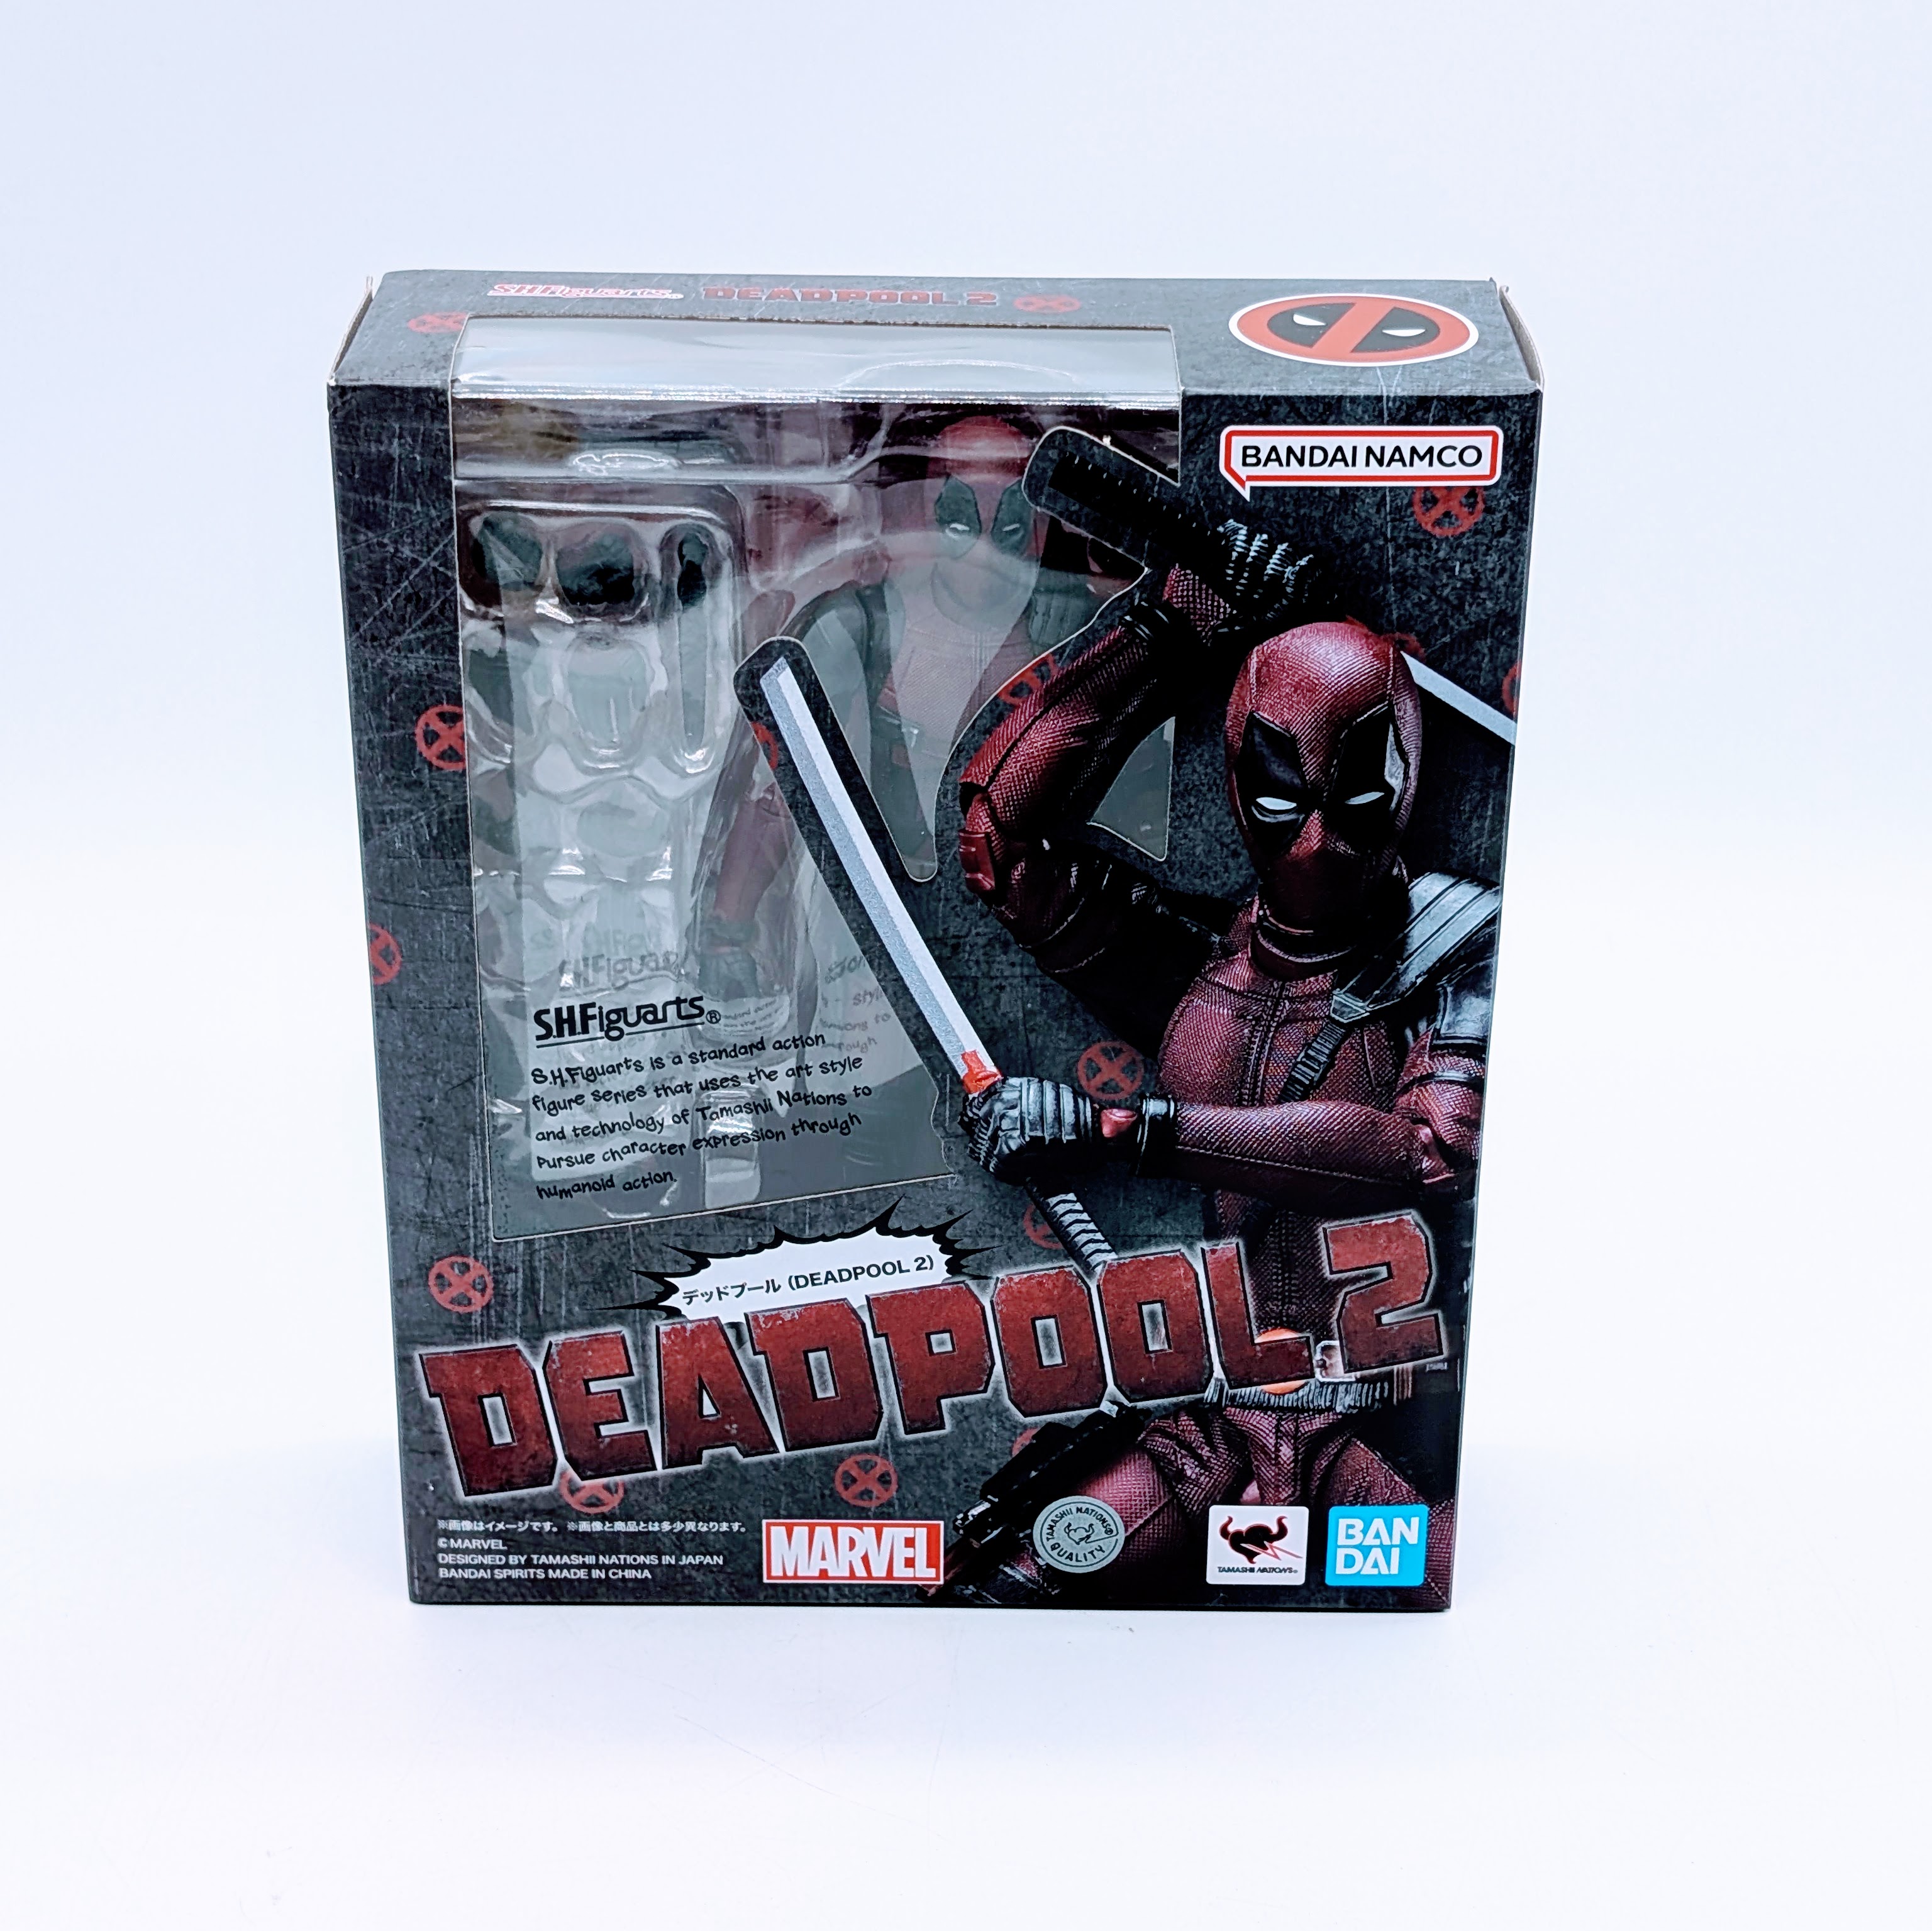 S.H.Figuarts® DEADPOOL 2
BANDAI NAMCO
S.H.Figuarts®
S.H.Figuarts is a standard action
figure series that uses the art style
and technology of Tamashii Nations to
pursue character expression through
humanoid action.
デッドプール (DEADPOOL 2)
DEADPOOL 2
※画像はイメージです。 ※画像と商品とは多少異なります。
©MARVEL
DESIGNED BY TAMASHII NATIONS IN JAPAN
BANDAI SPIRITS MADE IN CHINA
MARVEL
TAMASHII NATIONS®
QUALITY
TAMASHII NATIONS®
BAN
DAI